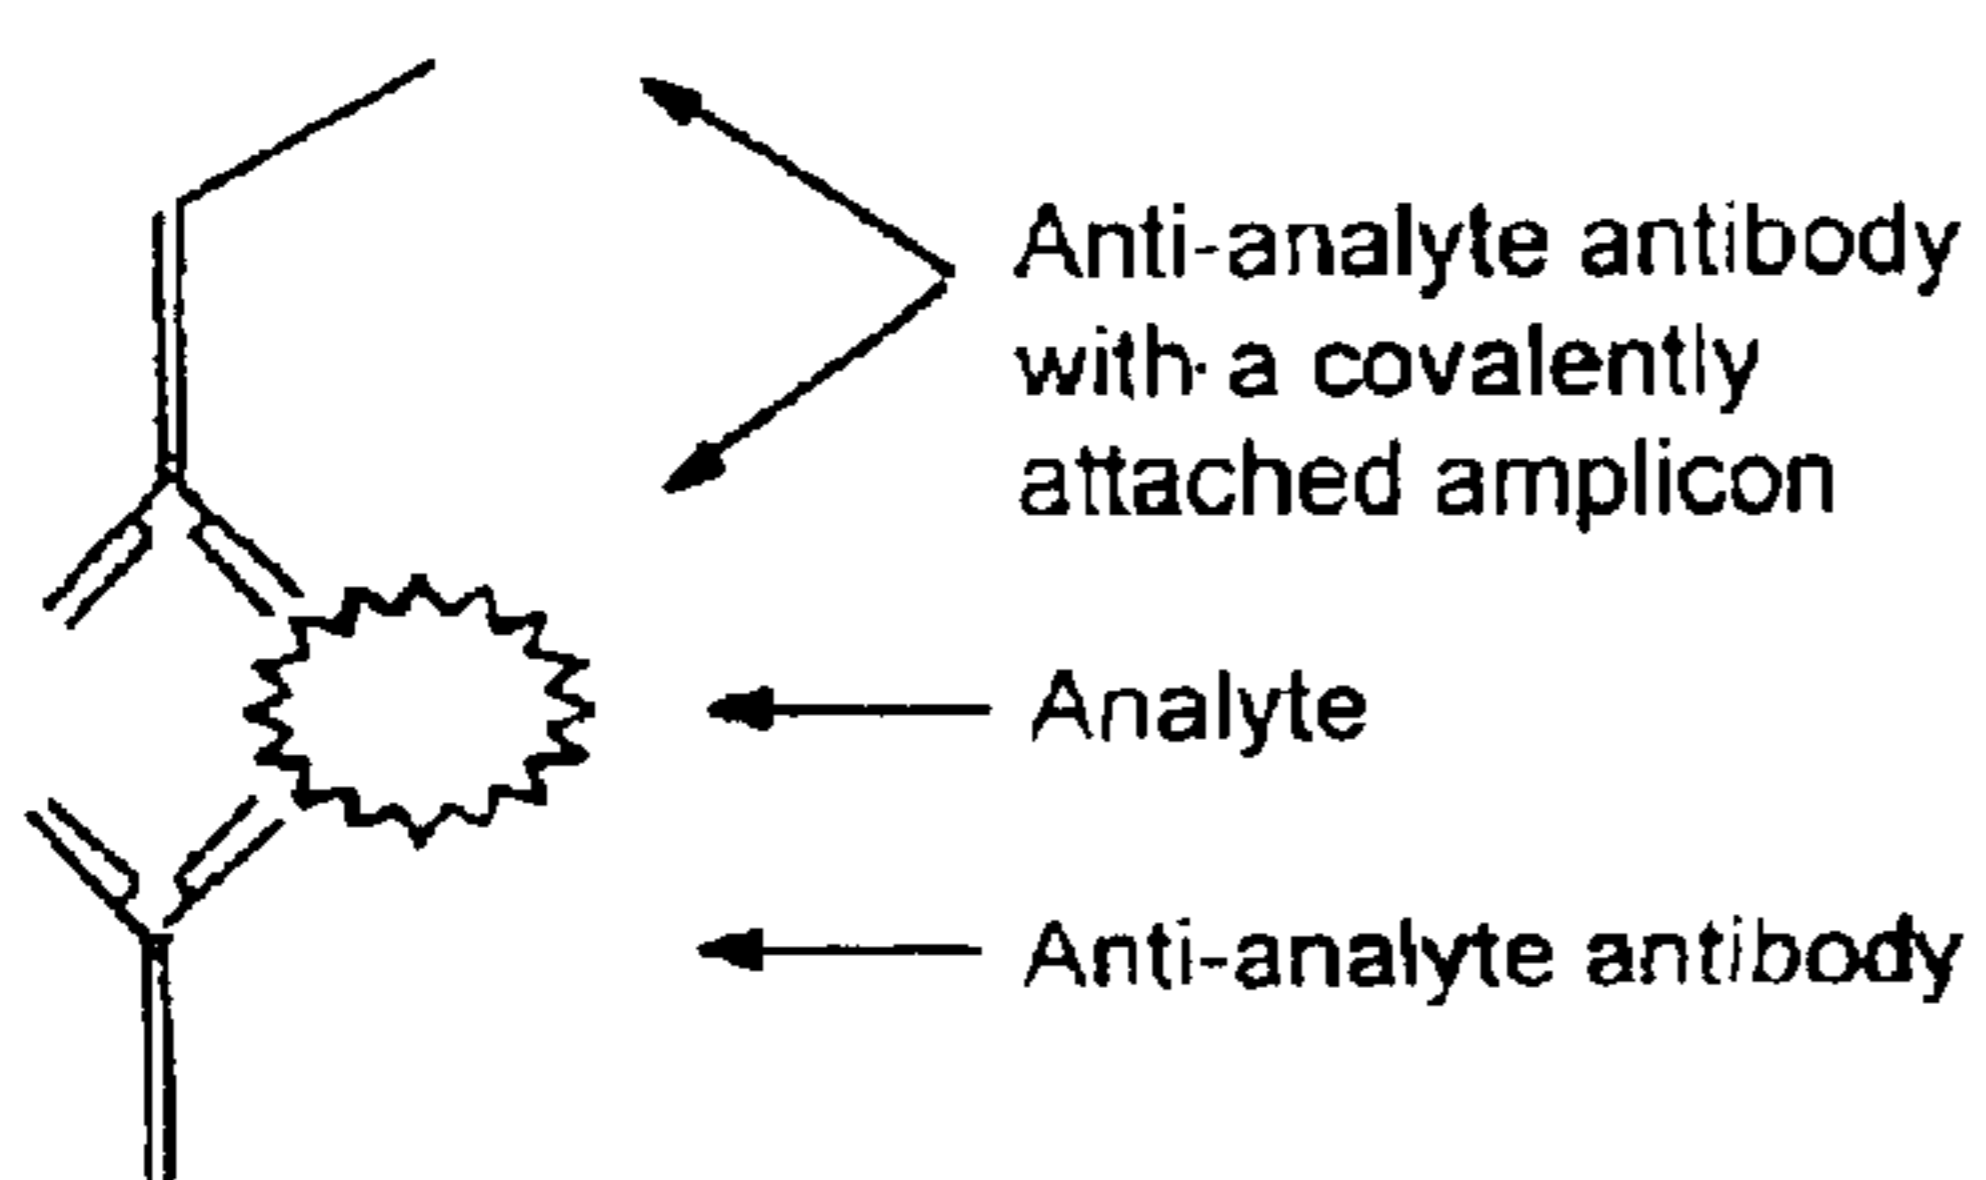 Anti-analyte antibody
with a covalently
attached amplicon
Analyte
Anti-analyte antibody